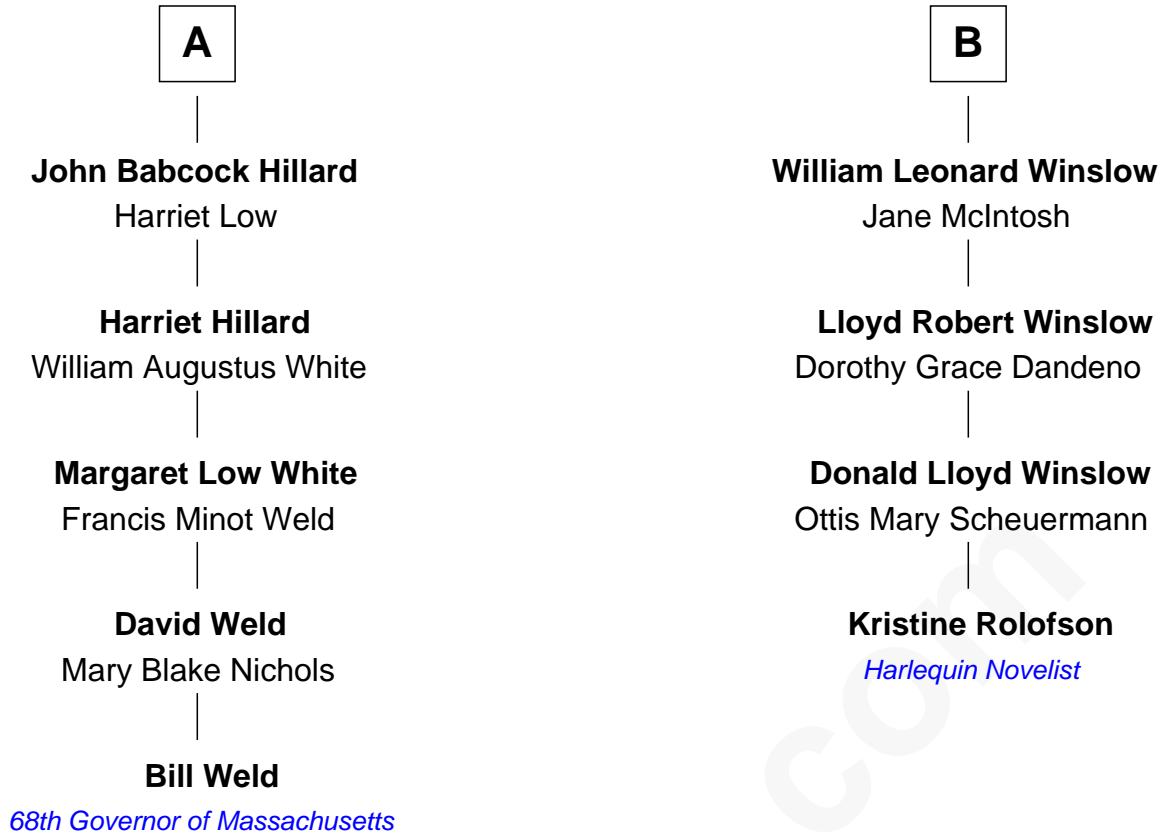 A
John Babcock Hillard
Harriet Low
Harriet Hillard
William Augustus White
Margaret Low White
Francis Minot Weld
David Weld
Mary Blake Nichols
Bill Weld
68th Governor of Massachusetts
B
William Leonard Winslow
Jane McIntosh
Lloyd Robert Winslow
Dorothy Grace Dandeno
Donald Lloyd Winslow
Ottis Mary Scheuermann
Kristine Rolofson
Harlequin Novelist
com